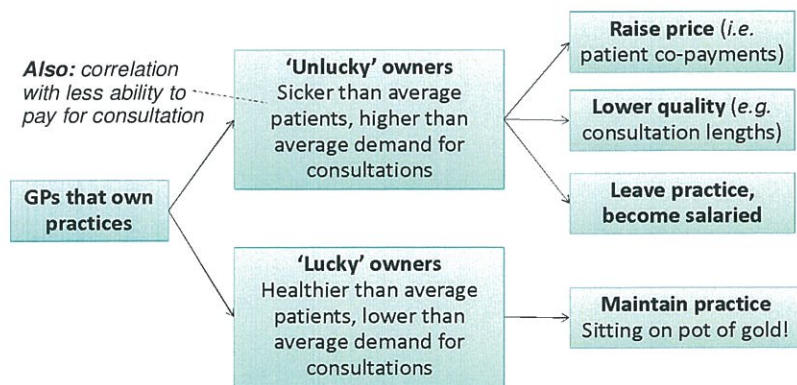 Also: correlation
with less ability to
pay for consultation
GPs that own
practices
‘Unlucky’ owners
Sicker than average
patients, higher than
average demand for
consultations
‘Lucky’ owners
Healthier than average
patients, lower than
average demand for
consultations
Raise price (i.e.
patient co-payments)
Lower quality (e.g.
consultation lengths)
Leave practice,
become salaried
Maintain practice
Sitting on pot of gold!